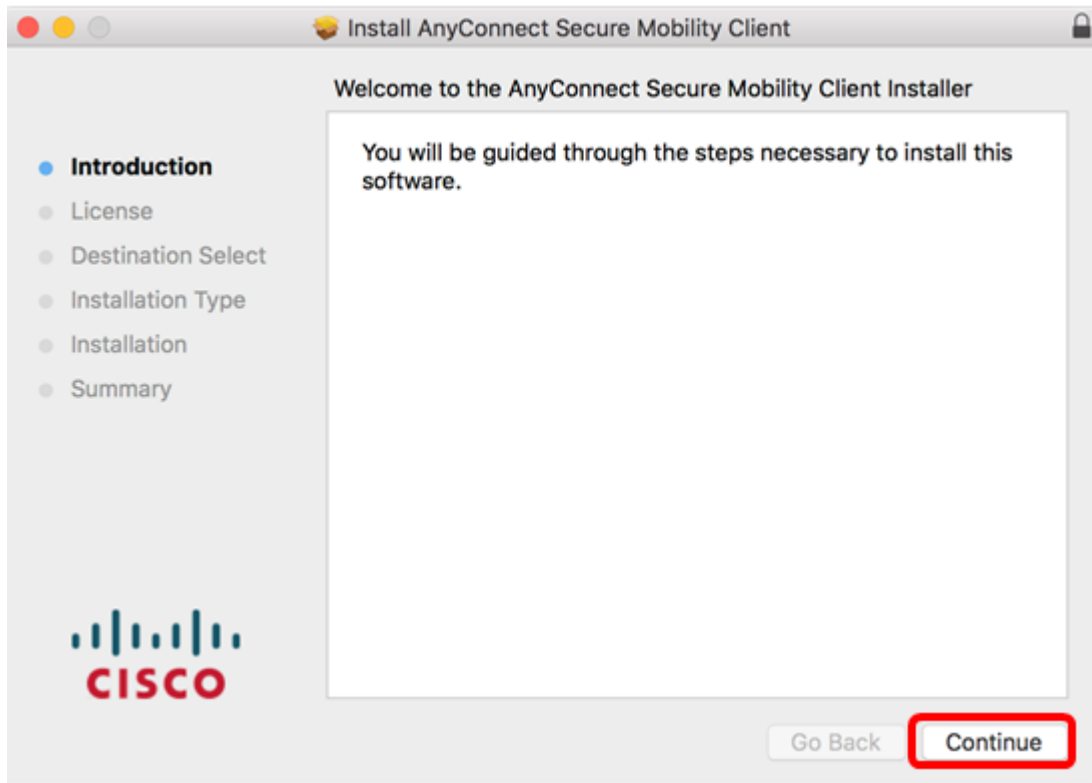 Install AnyConnect Secure Mobility Client
Welcome to the AnyConnect Secure Mobility Client Installer
Introduction
License
Destination Select
Installation Type
Installation
Summary
You will be guided through the steps necessary to install this
software.
CISCO
Go Back
Continue